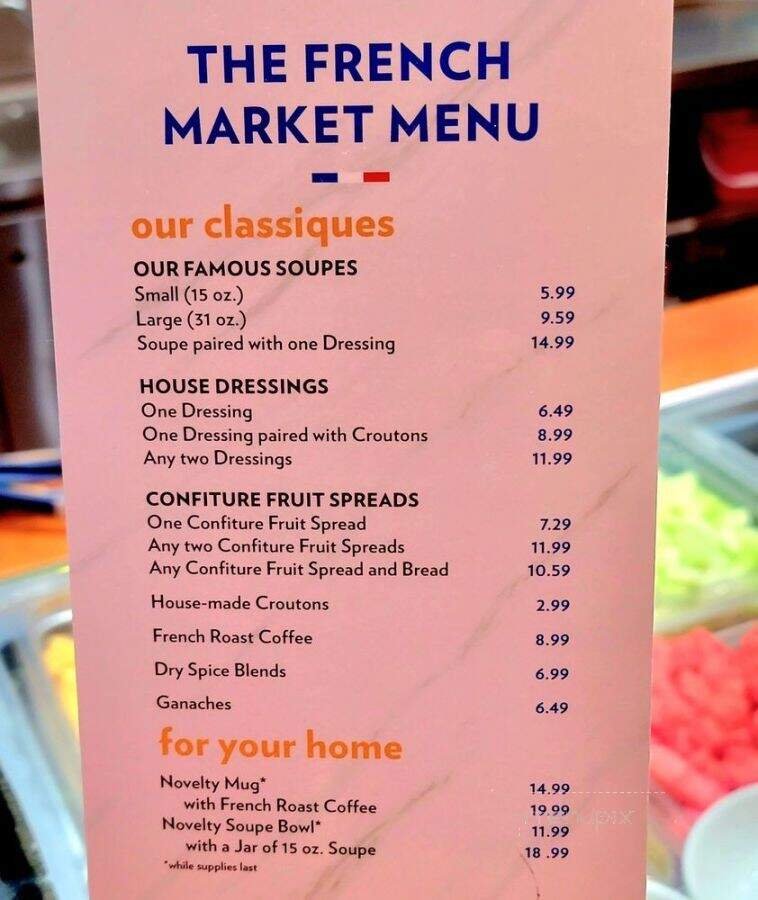 THE FRENCH
MARKET MENU
our classiques
OUR FAMOUS SOUPES
Small (15 oz.) 5.99
Large (31 oz.) 9.59
Soupe paired with one Dressing 14.99
HOUSE DRESSINGS
One Dressing 6.49
One Dressing paired with Croutons 8.99
Any two Dressings 11.99
CONFITURE FRUIT SPREADS
One Confiture Fruit Spread 7.29
Any two Confiture Fruit Spreads 11.99
Any Confiture Fruit Spread and Bread 10.59
House-made Croutons 2.99
French Roast Coffee 8.99
Dry Spice Blends 6.99
Ganaches 6.49
for your home
Novelty Mug* 14.99
with French Roast Coffee 19.99
Novelty Soupe Bowl* 11.99
with a Jar of 15 oz. Soupe 18 .99
*while supplies last